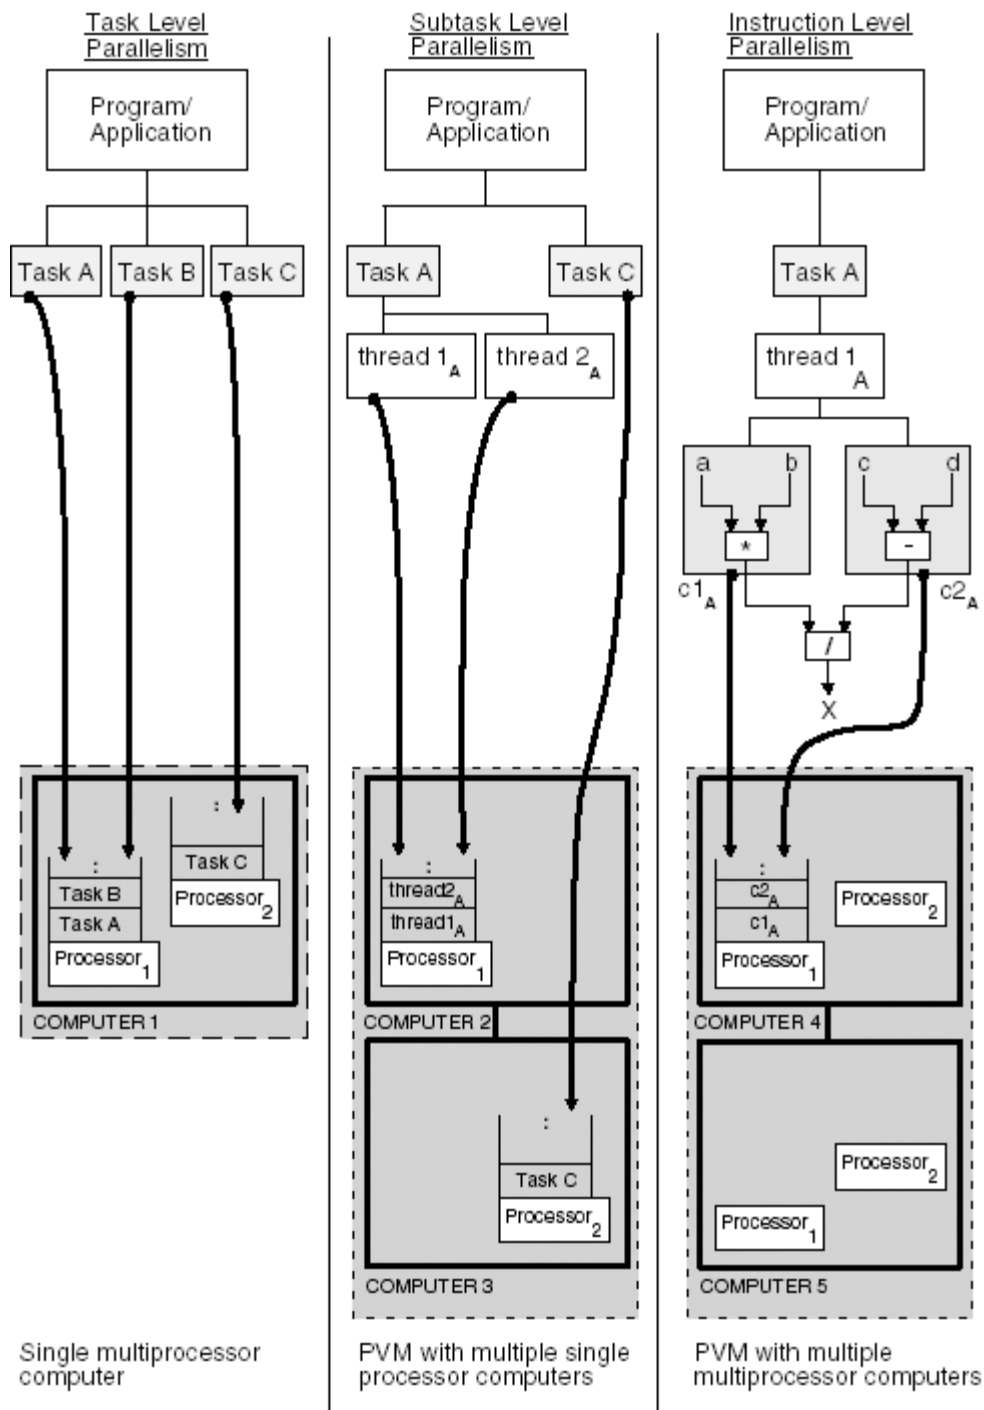 Task Level
Parallelism
Program/
Application
Task A
Task B
Task C
:
Task B
Task A
Processor1
:
Task C
Processor2
COMPUTER 1
Single multiprocessor
computer
Subtask Level
Parallelism
Program/
Application
Task A
Task C
thread 1A
thread 2A
:
thread2A
thread1A
Processor1
COMPUTER 2
:
Task C
Processor2
COMPUTER 3
PVM with multiple single
processor computers
Instruction Level
Parallelism
Program/
Application
Task A
thread 1A
a b
*
c d
-
c1A
c2A
/
X
:
c2A
c1A
Processor1
Processor2
COMPUTER 4
Processor2
Processor1
COMPUTER 5
PVM with multiple
multiprocessor computers